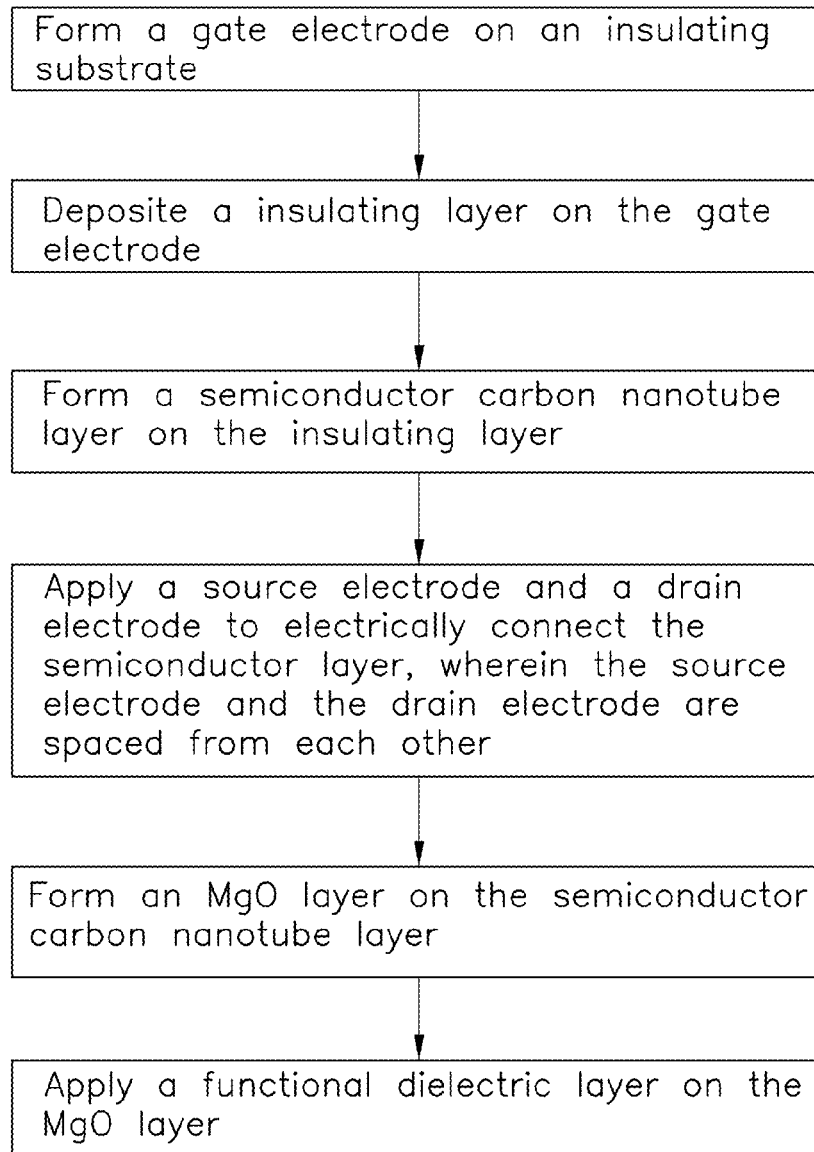 Form a gate electrode on an insulating
substrate
Deposite a insulating layer on the gate
electrode
Form a semiconductor carbon nanotube
layer on the insulating layer
Apply a source electrode and a drain
electrode to electrically connect the
semiconductor layer, wherein the source
electrode and the drain electrode are
spaced from each other
Form an MgO layer on the semiconductor
carbon nanotube layer
Apply a functional dielectric layer on the
MgO layer